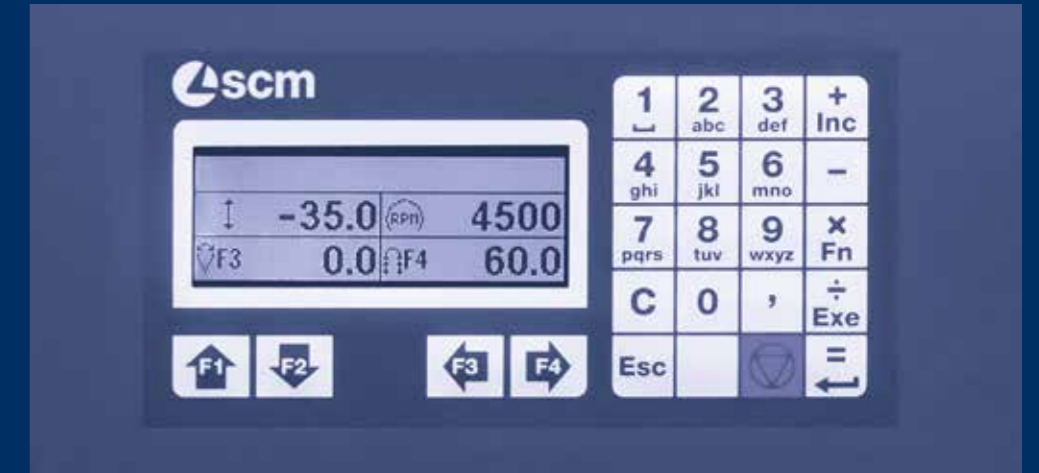 scm
-35.0 RPM 4500
F3 0.0 F4 60.0
F1 F2 F3 F4
1 2 abc 3 def + Inc
4 ghi 5 jkl 6 mno -
7 pqrs 8 tuv 9 wxyz × Fn
C 0 , ÷ Exe
Esc =